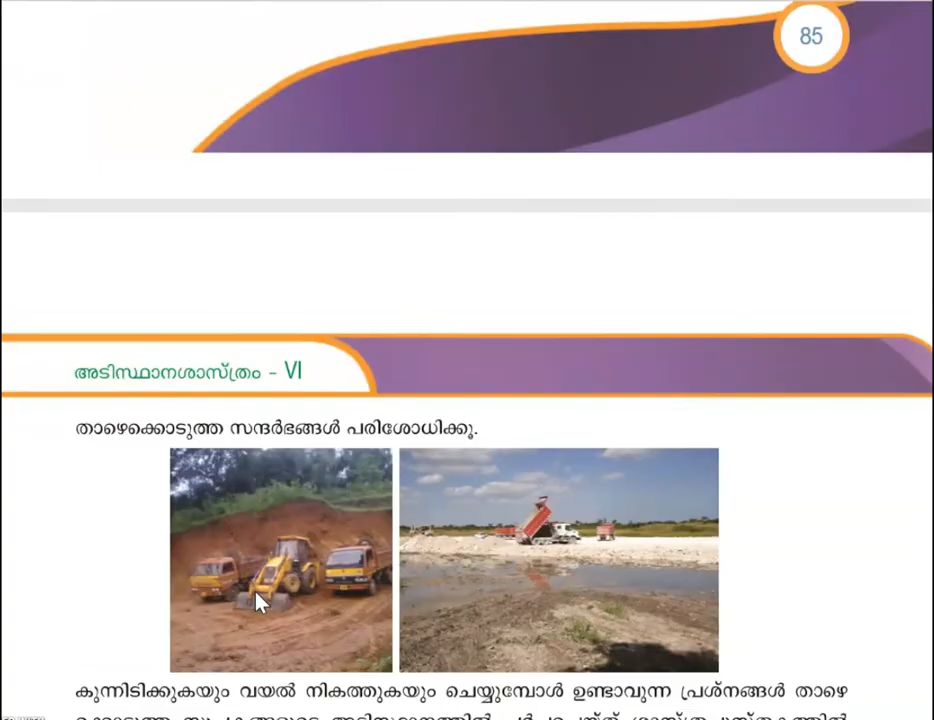 85
അടിസ്ഥാനശാസ്ത്രം - VI
താഴെക്കൊടുത്ത സന്ദർഭങ്ങൾ പരിശോധിക്കൂ.
കുന്നിടിക്കുകയും വയൽ നികത്തുകയും ചെയ്യുമ്പോൾ ഉണ്ടാവുന്ന പ്രശ്നങ്ങൾ താഴെ